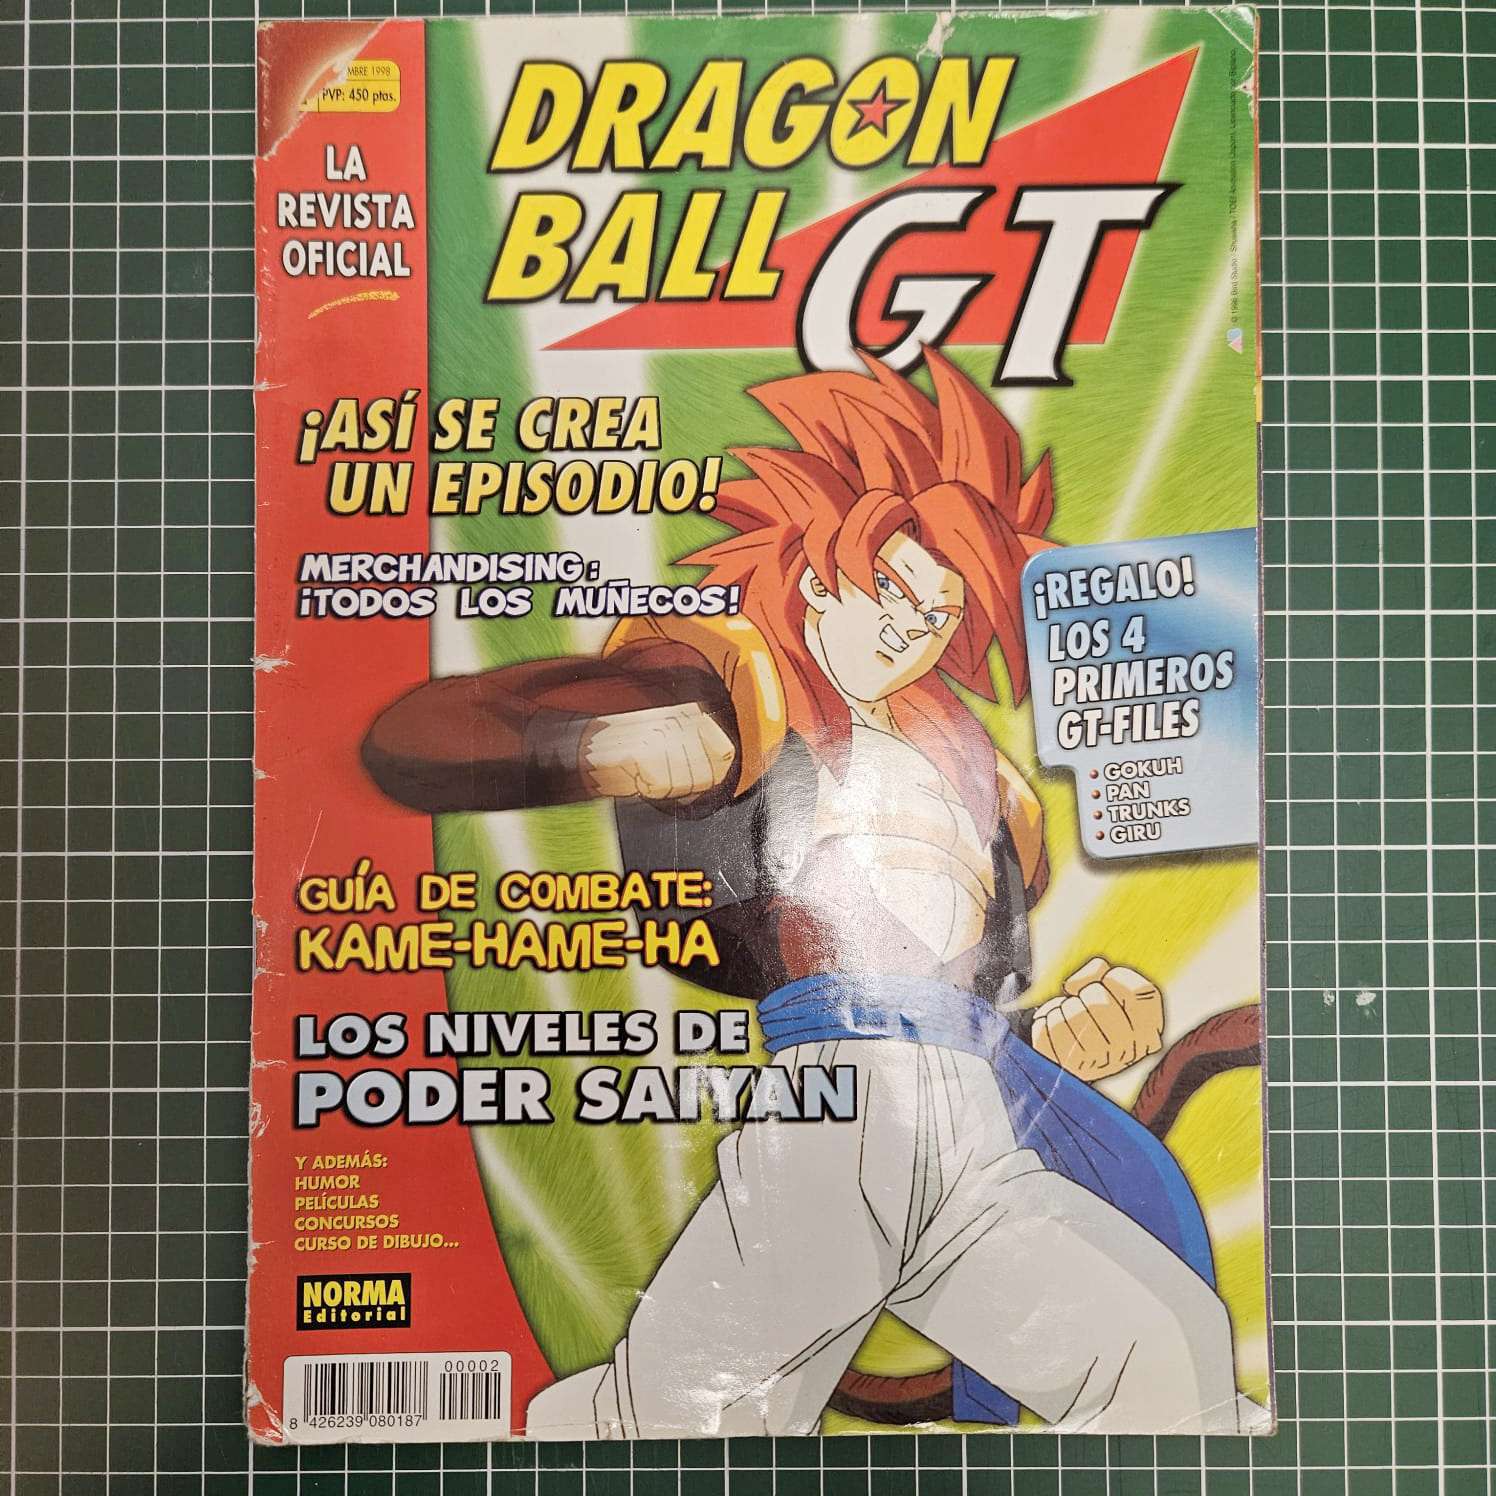 MBRE 1998
PVP: 450 ptas.
LA
REVISTA
OFICIAL
DRAGON
BALL GT
¡ASÍ SE CREA
UN EPISODIO!
MERCHANDISING:
¡TODOS LOS MUÑECOS!
¡REGALO!
LOS 4
PRIMEROS
GT-FILES
• GOKUH
• PAN
• TRUNKS
• GIRU
GUÍA DE COMBATE:
KAME-HAME-HA
LOS NIVELES DE
PODER SAIYAN
Y ADEMÁS:
HUMOR
PELÍCULAS
CONCURSOS
CURSO DE DIBUJO...
NORMA
Editorial
00002
8 426239 080187